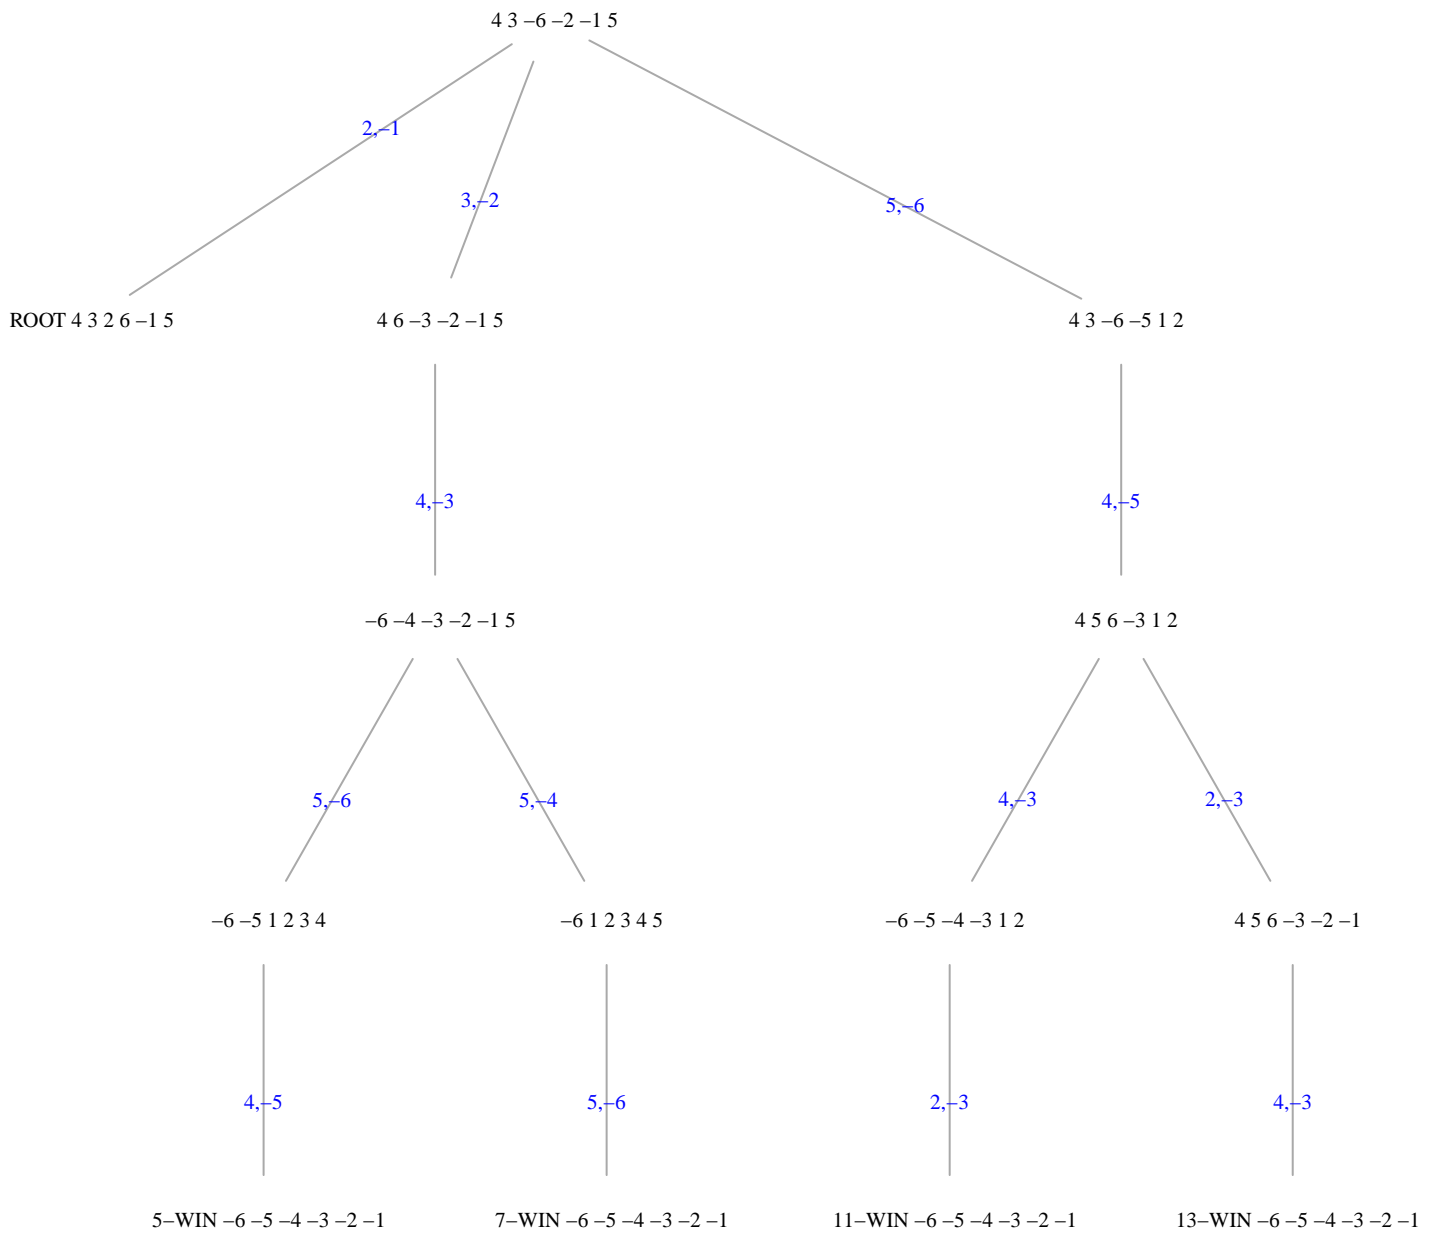 4 3 –6 –2 –1 5
2,–1
3,–2
5,–6
ROOT 4 3 2 6 –1 5
4 6 –3 –2 –1 5
4 3 –6 –5 1 2
4,–3
4,–5
–6 –4 –3 –2 –1 5
4 5 6 –3 1 2
5,–6
5,–4
4,–3
2,–3
–6 –5 1 2 3 4
–6 1 2 3 4 5
–6 –5 –4 –3 1 2
4 5 6 –3 –2 –1
4,–5
5,–6
2,–3
4,–3
5–WIN –6 –5 –4 –3 –2 –1
7–WIN –6 –5 –4 –3 –2 –1
11–WIN –6 –5 –4 –3 –2 –1
13–WIN –6 –5 –4 –3 –2 –1